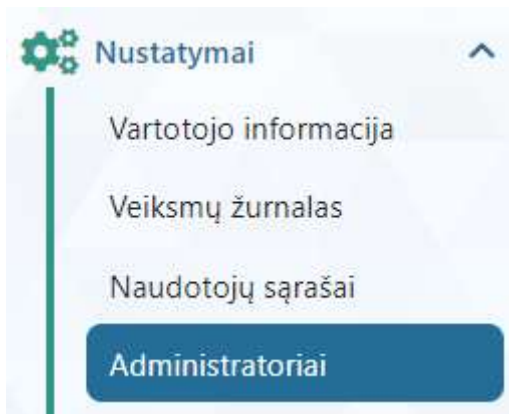 Nustatymai
Vartotojo informacija
Veiksmų žurnalas
Naudotojų sąrašai
Administratoriai